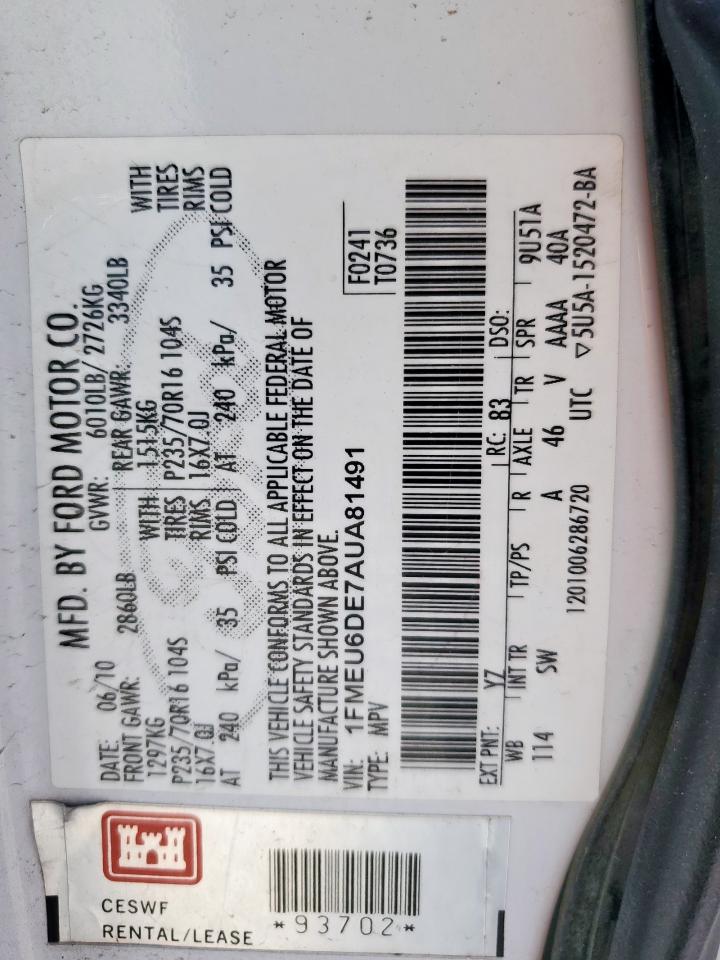 MFD. BY FORD MOTOR CO.
DATE: 06/10 GVWR: 6010LB/ 2726KG
FRONT GAWR: 2860LB REAR GAWR: 3340LB
1297KG WITH 1515KG WITH
P235/70R16 104S TIRES P235/70R16 104S TIRES
16X7.0J RIMS 16X7.0J RIMS
AT 240 kPa/ 35 PSI COLD AT 240 kPa/ 35 PSI COLD
THIS VEHICLE CONFORMS TO ALL APPLICABLE FEDERAL MOTOR
VEHICLE SAFETY STANDARDS IN EFFECT ON THE DATE OF
MANUFACTURE SHOWN ABOVE.
VIN: 1FMEU6DE7AUA81491 F0241
TYPE: MPV T0736
EXT PNT: YZ RC: 83 DSO:
WB INT TR TP/PS R AXLE TR SPR 9U51A
114 SW A 46 V AAAA 40A
1201006286720 UTC ▽5U5A-1520472-BA
CESWF
RENTAL/LEASE
*93702*